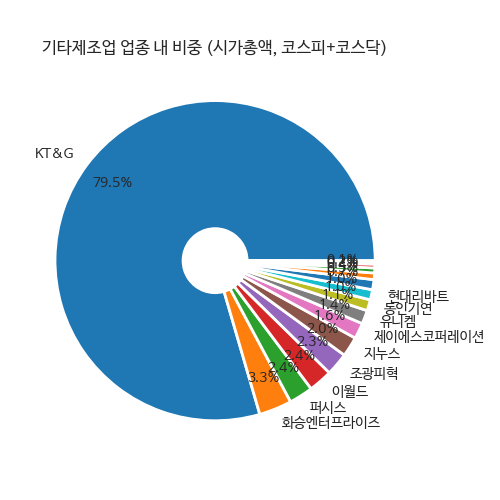 기타제조업 업종 내 비중 (시가총액, 코스피+코스닥)
KT&G
79.5%
3.3%
2.4%
2.4%
2.3%
2.0%
1.6%
1.4%
1.1%
1.0%
현대리바트
동인기연
유니켐
제이에스코퍼레이션
지누스
조광피혁
이월드
퍼시스
화승엔터프라이즈